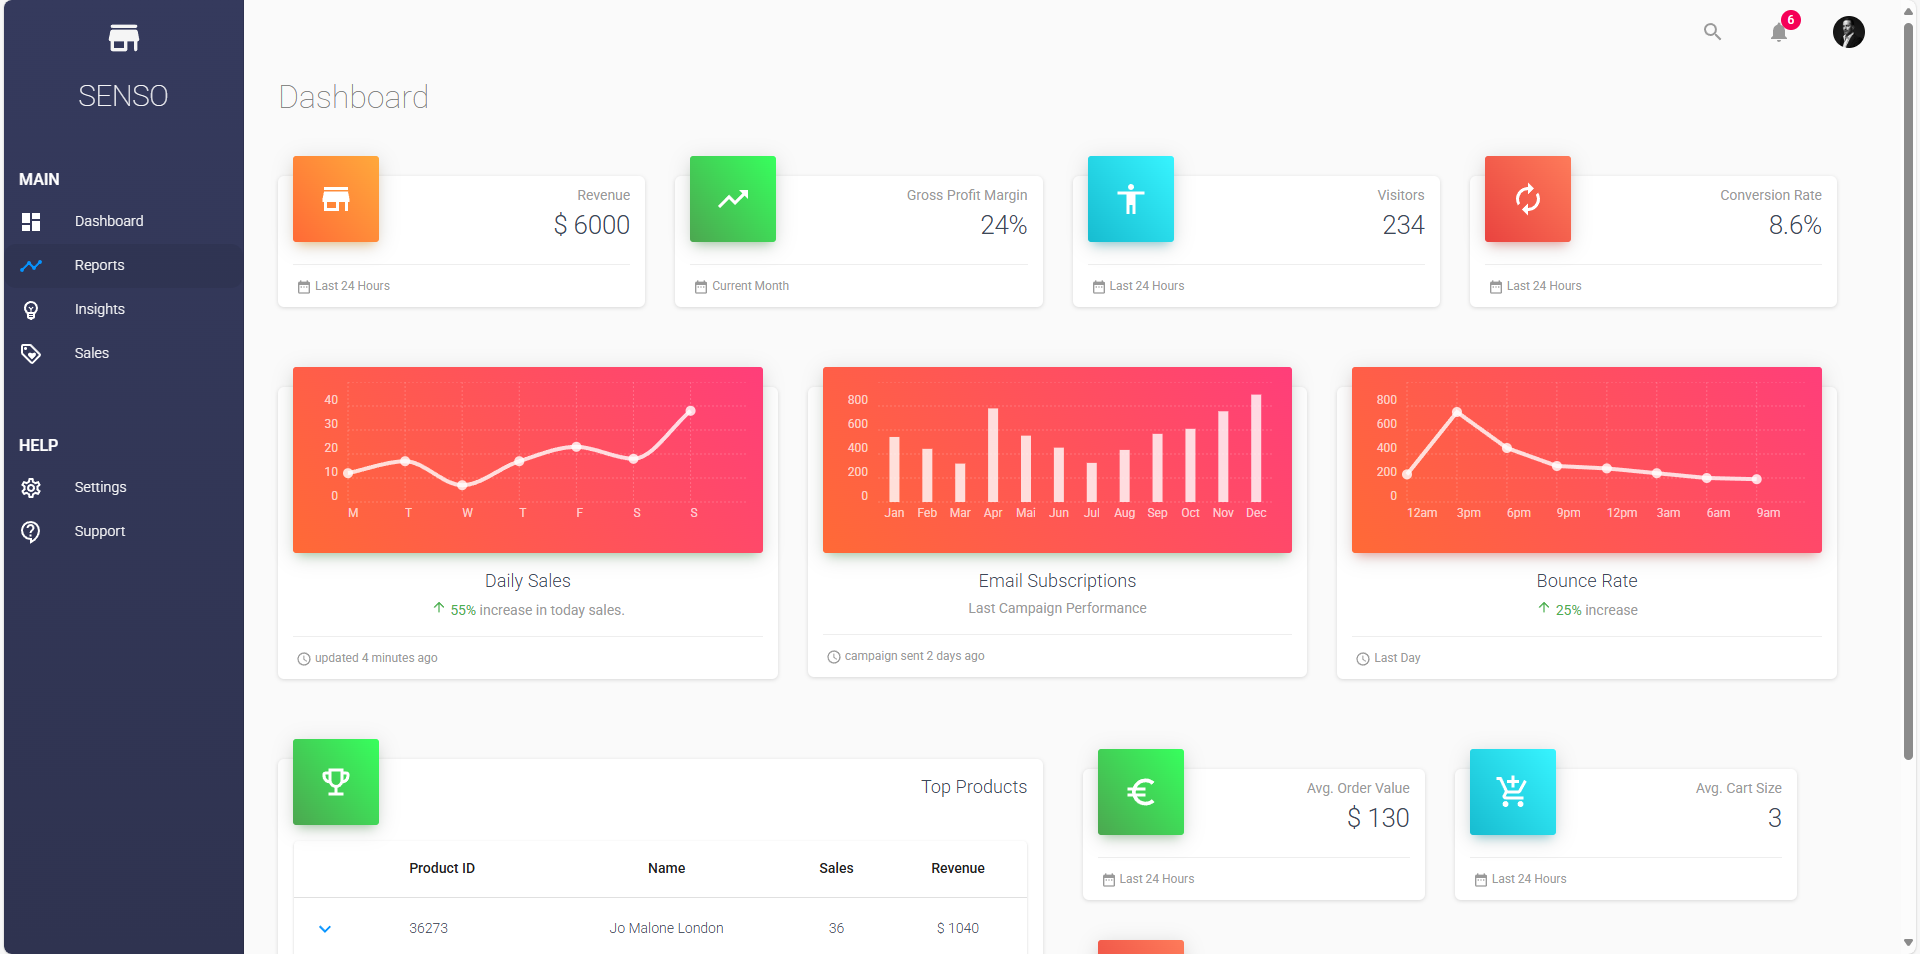 SENSO
MAIN
Dashboard
Reports
Insights
Sales
HELP
Settings
Support
6
Dashboard
Revenue
$ 6000
Last 24 Hours
Gross Profit Margin
24%
Current Month
Visitors
234
Last 24 Hours
Conversion Rate
8.6%
Last 24 Hours
40
30
20
10
0
M T W T F S S
Daily Sales
55% increase in today sales.
updated 4 minutes ago
800
600
400
200
0
Jan Feb Mar Apr Mai Jun Jul Aug Sep Oct Nov Dec
Email Subscriptions
Last Campaign Performance
campaign sent 2 days ago
800
600
400
200
0
12am 3pm 6pm 9pm 12pm 3am 6am 9am
Bounce Rate
25% increase
Last Day
Top Products
Product ID Name Sales Revenue
36273 Jo Malone London 36 $ 1040
Avg. Order Value
$ 130
Last 24 Hours
Avg. Cart Size
3
Last 24 Hours